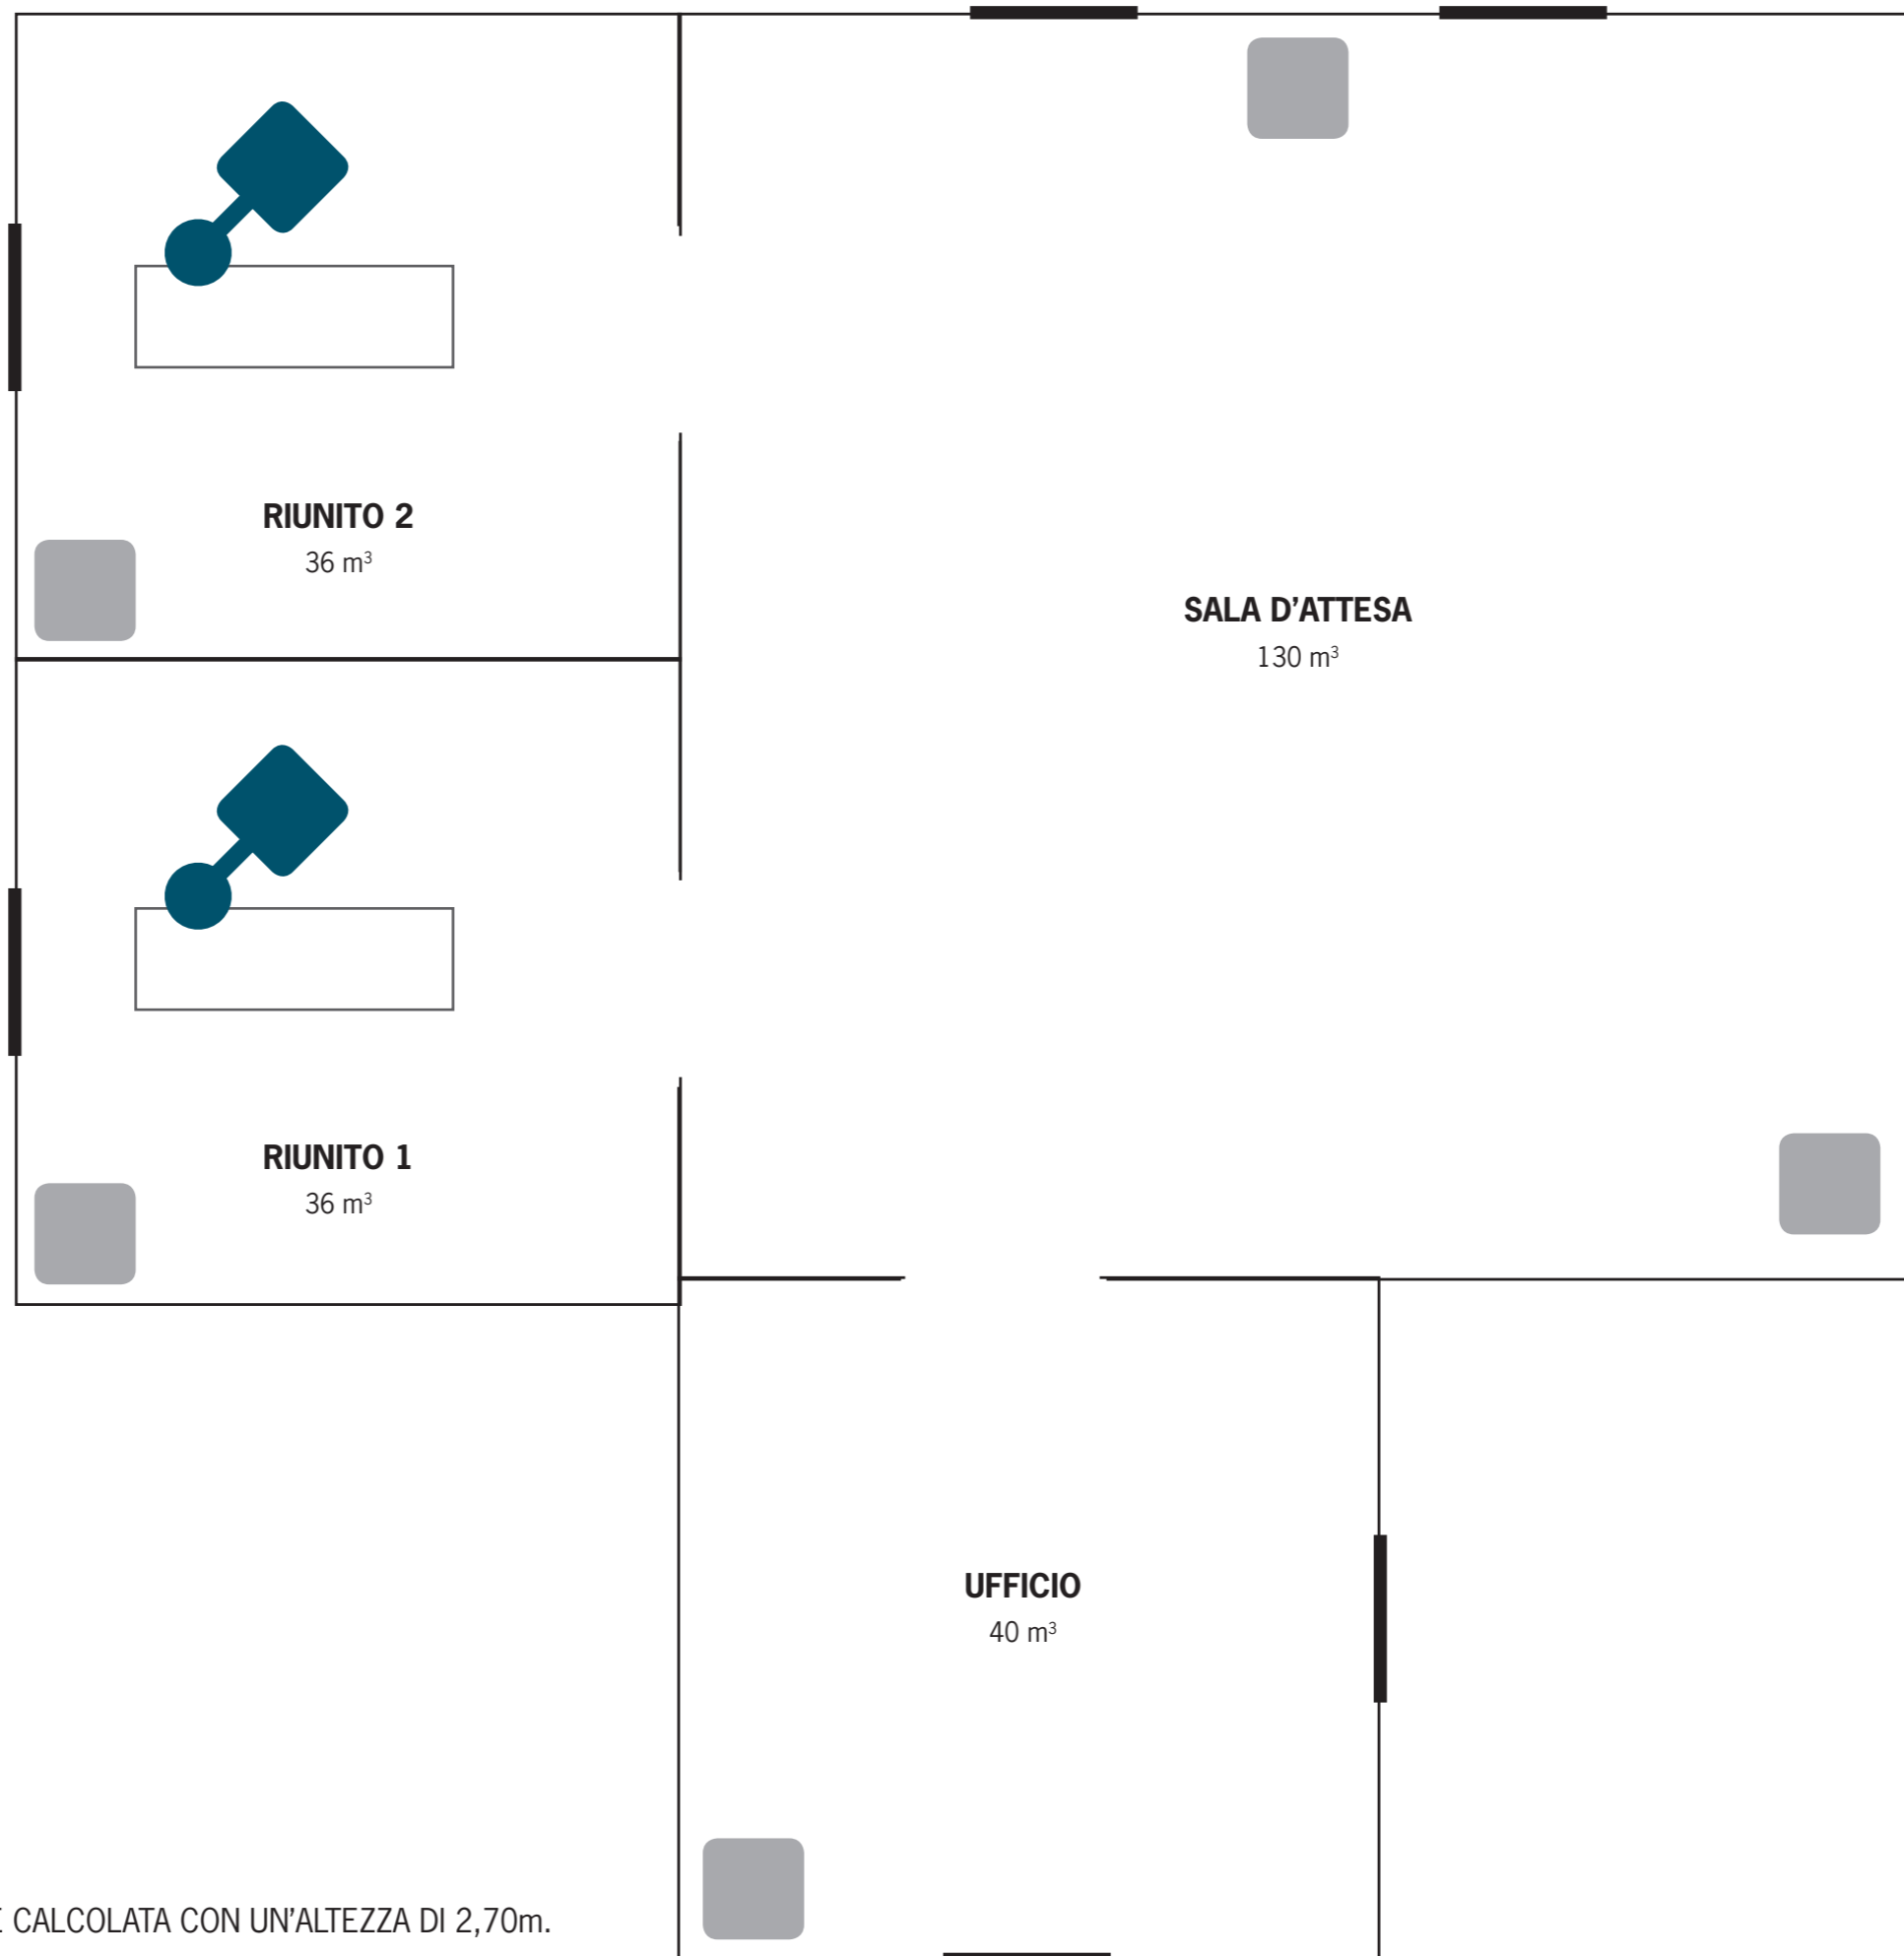 RIUNITO 2
36 m³
SALA D’ATTESA
130 m³
RIUNITO 1
36 m³
UFFICIO
40 m³
CALCOLATA CON UN’ALTEZZA DI 2,70m.